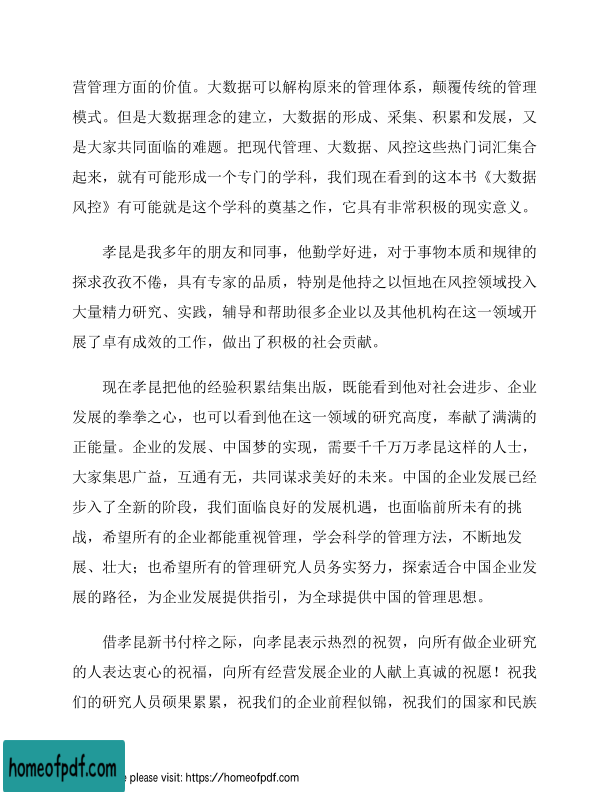 营管理方面的价值。大数据可以解构原来的管理体系，颠覆传统的管理
模式。但是大数据理念的建立，大数据的形成、采集、积累和发展，又
是大家共同面临的难题。把现代管理、大数据、风控这些热门词汇集合
起来，就有可能形成一个专门的学科，我们现在看到的这本书《大数据
风控》有可能就是这个学科的奠基之作，它具有非常积极的现实意义。
孝昆是我多年的朋友和同事，他勤学好进，对于事物本质和规律的
探求孜孜不倦，具有专家的品质，特别是他持之以恒地在风控领域投入
大量精力研究、实践，辅导和帮助很多企业以及其他机构在这一领域开
展了卓有成效的工作，做出了积极的社会贡献。
现在孝昆把他的经验积累结集出版，既能看到他对社会进步、企业
发展的拳拳之心，也可以看到他在这一领域的研究高度，奉献了满满的
正能量。企业的发展、中国梦的实现，需要千千万万孝昆这样的人士，
大家集思广益，互通有无，共同谋求美好的未来。中国的企业发展已经
步入了全新的阶段，我们面临良好的发展机遇，也面临前所未有的挑
战，希望所有的企业都能重视管理，学会科学的管理方法，不断地发
展、壮大；也希望所有的管理研究人员务实努力，探索适合中国企业发
展的路径，为企业发展提供指引，为全球提供中国的管理思想。
借孝昆新书付梓之际，向孝昆表示热烈的祝贺，向所有做企业研究
的人表达衷心的祝福，向所有经营发展企业的人献上真诚的祝愿！祝我
们的研究人员硕果累累，祝我们的企业前程似锦，祝我们的国家和民族
homeofpdf.com
e please visit: https://homeofpdf.com